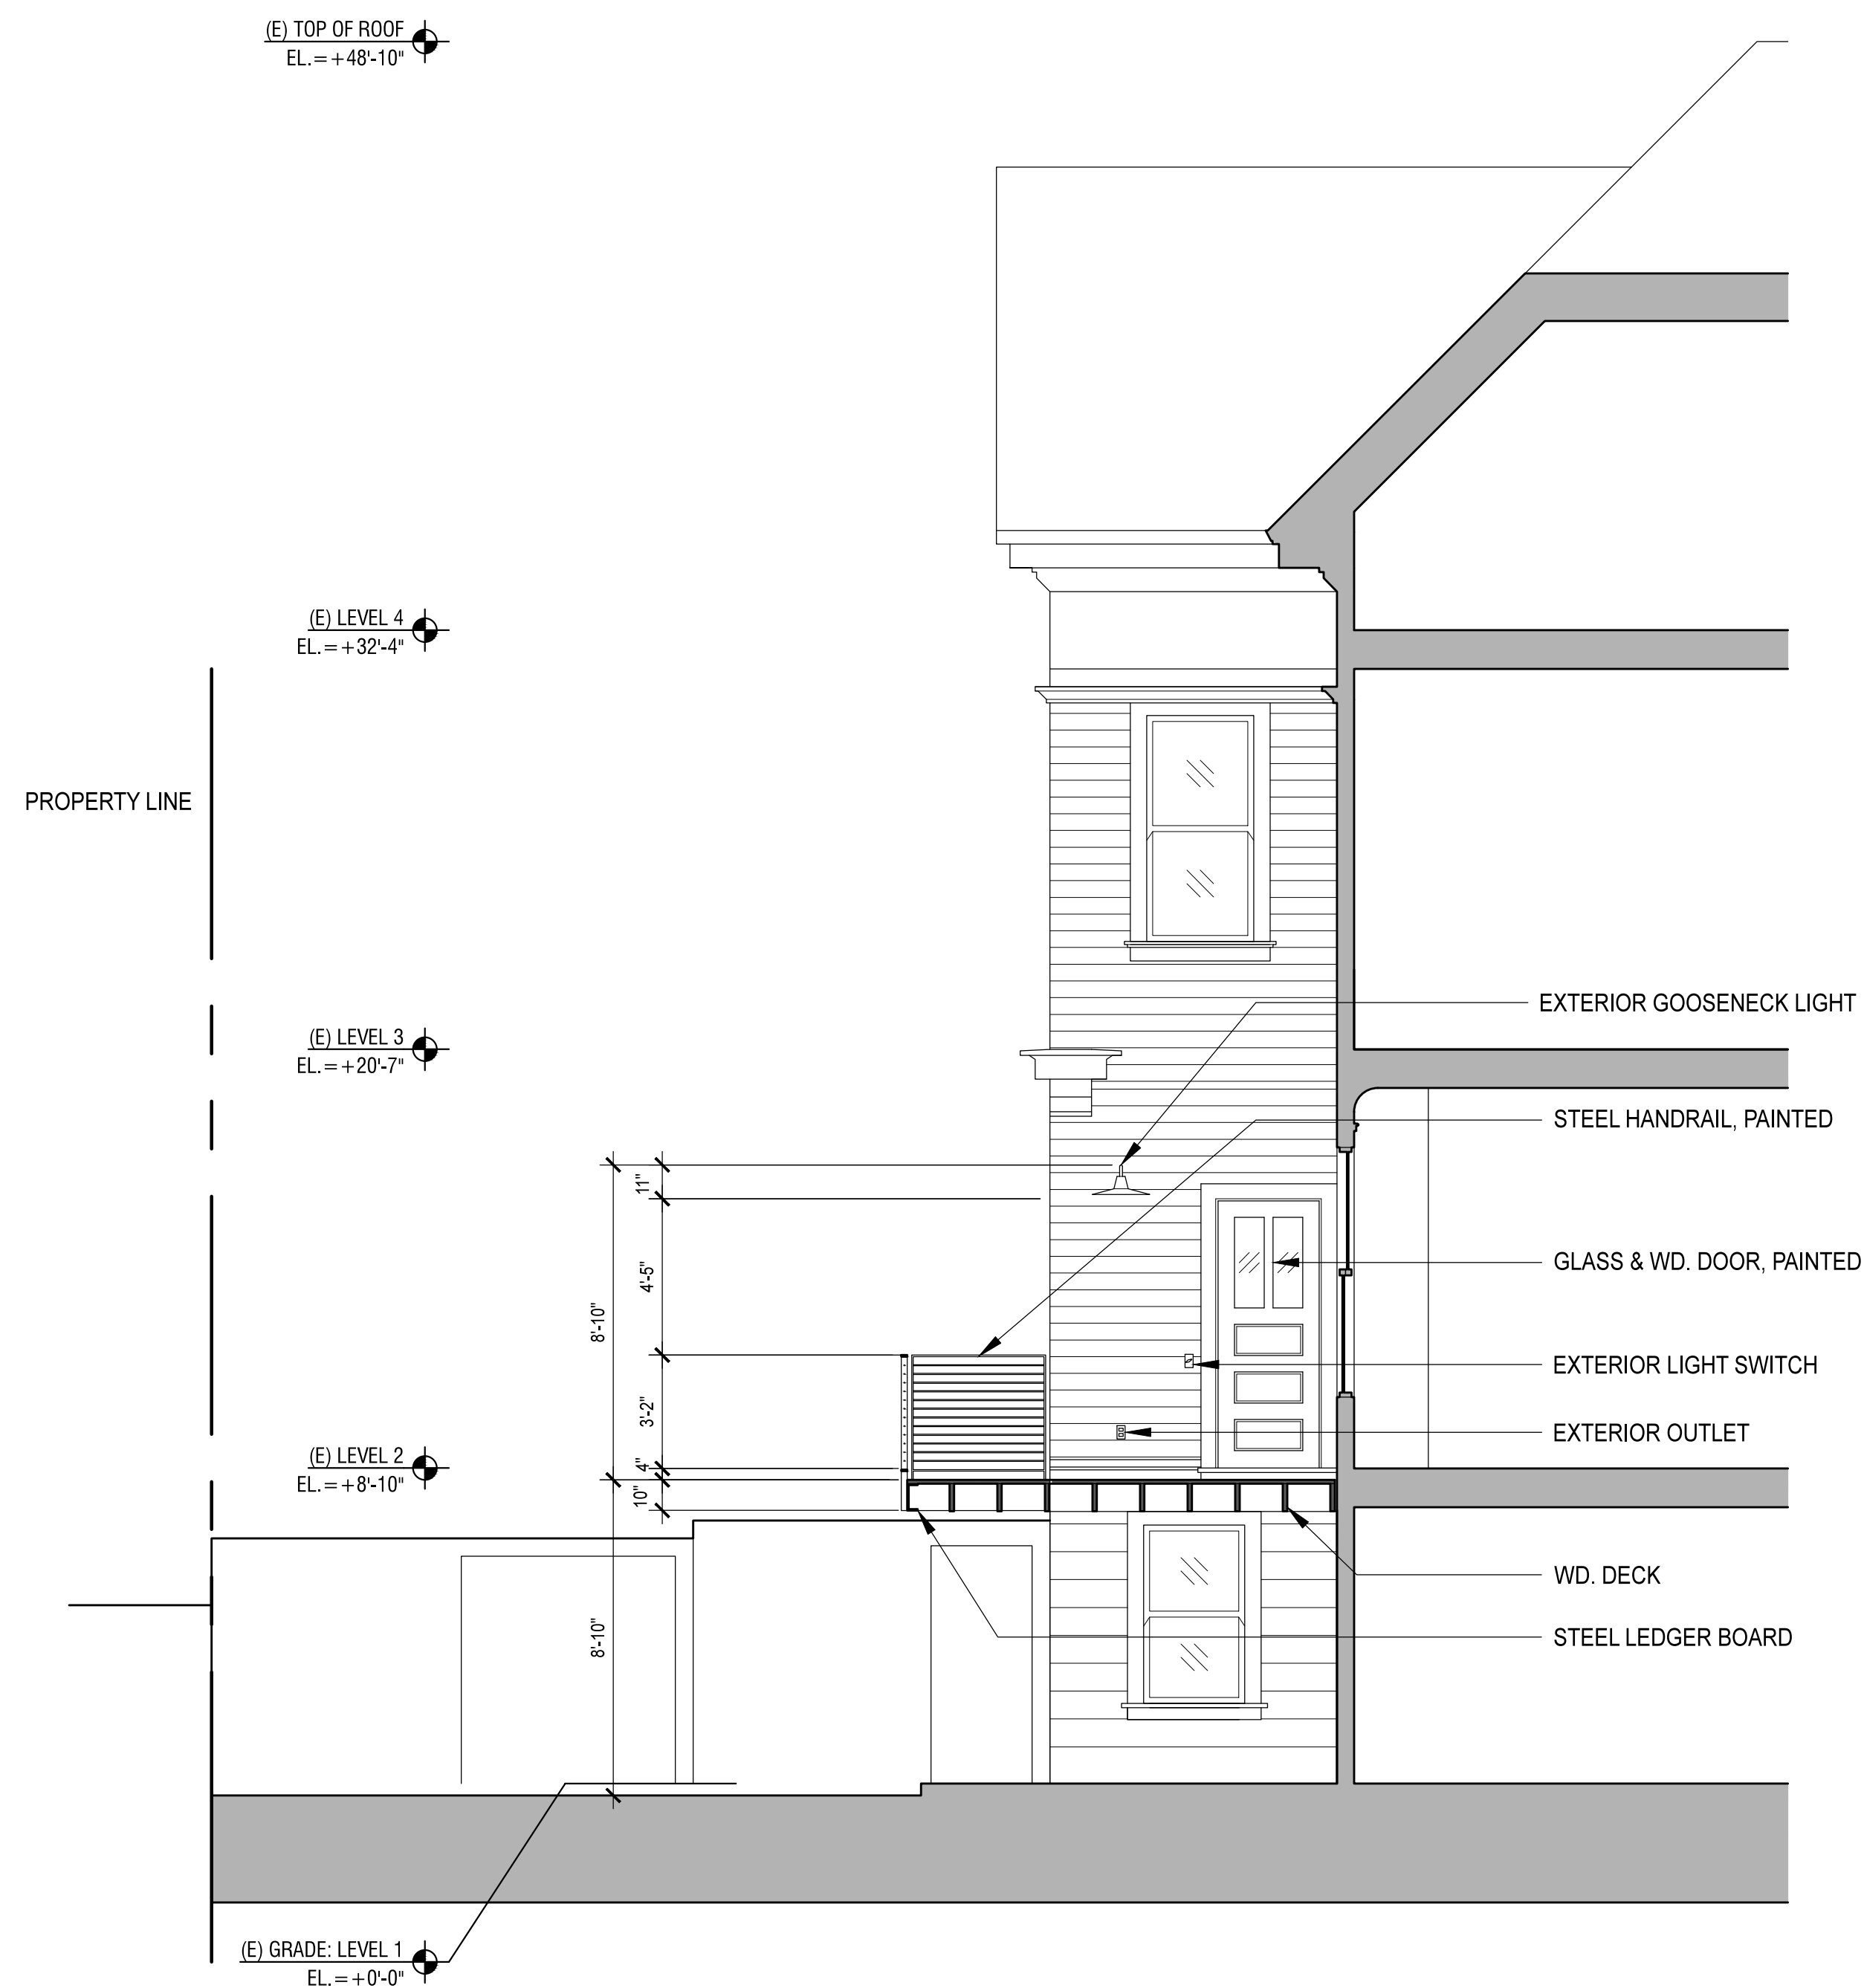 (E) TOP OF ROOF
EL.=+48'-10"
(E) LEVEL 4
EL.=+32'-4"
PROPERTY LINE
EXTERIOR GOOSENECK LIGHT
(E) LEVEL 3
EL.=+20'-7"
STEEL HANDRAIL, PAINTED
11"
4'-5"
GLASS & WD. DOOR, PAINTED
8'-10"
EXTERIOR LIGHT SWITCH
3'-2"
EXTERIOR OUTLET
(E) LEVEL 2
EL.=+8'-10"
4"
10"
WD. DECK
8'-10"
STEEL LEDGER BOARD
(E) GRADE: LEVEL 1
EL.=+0'-0"